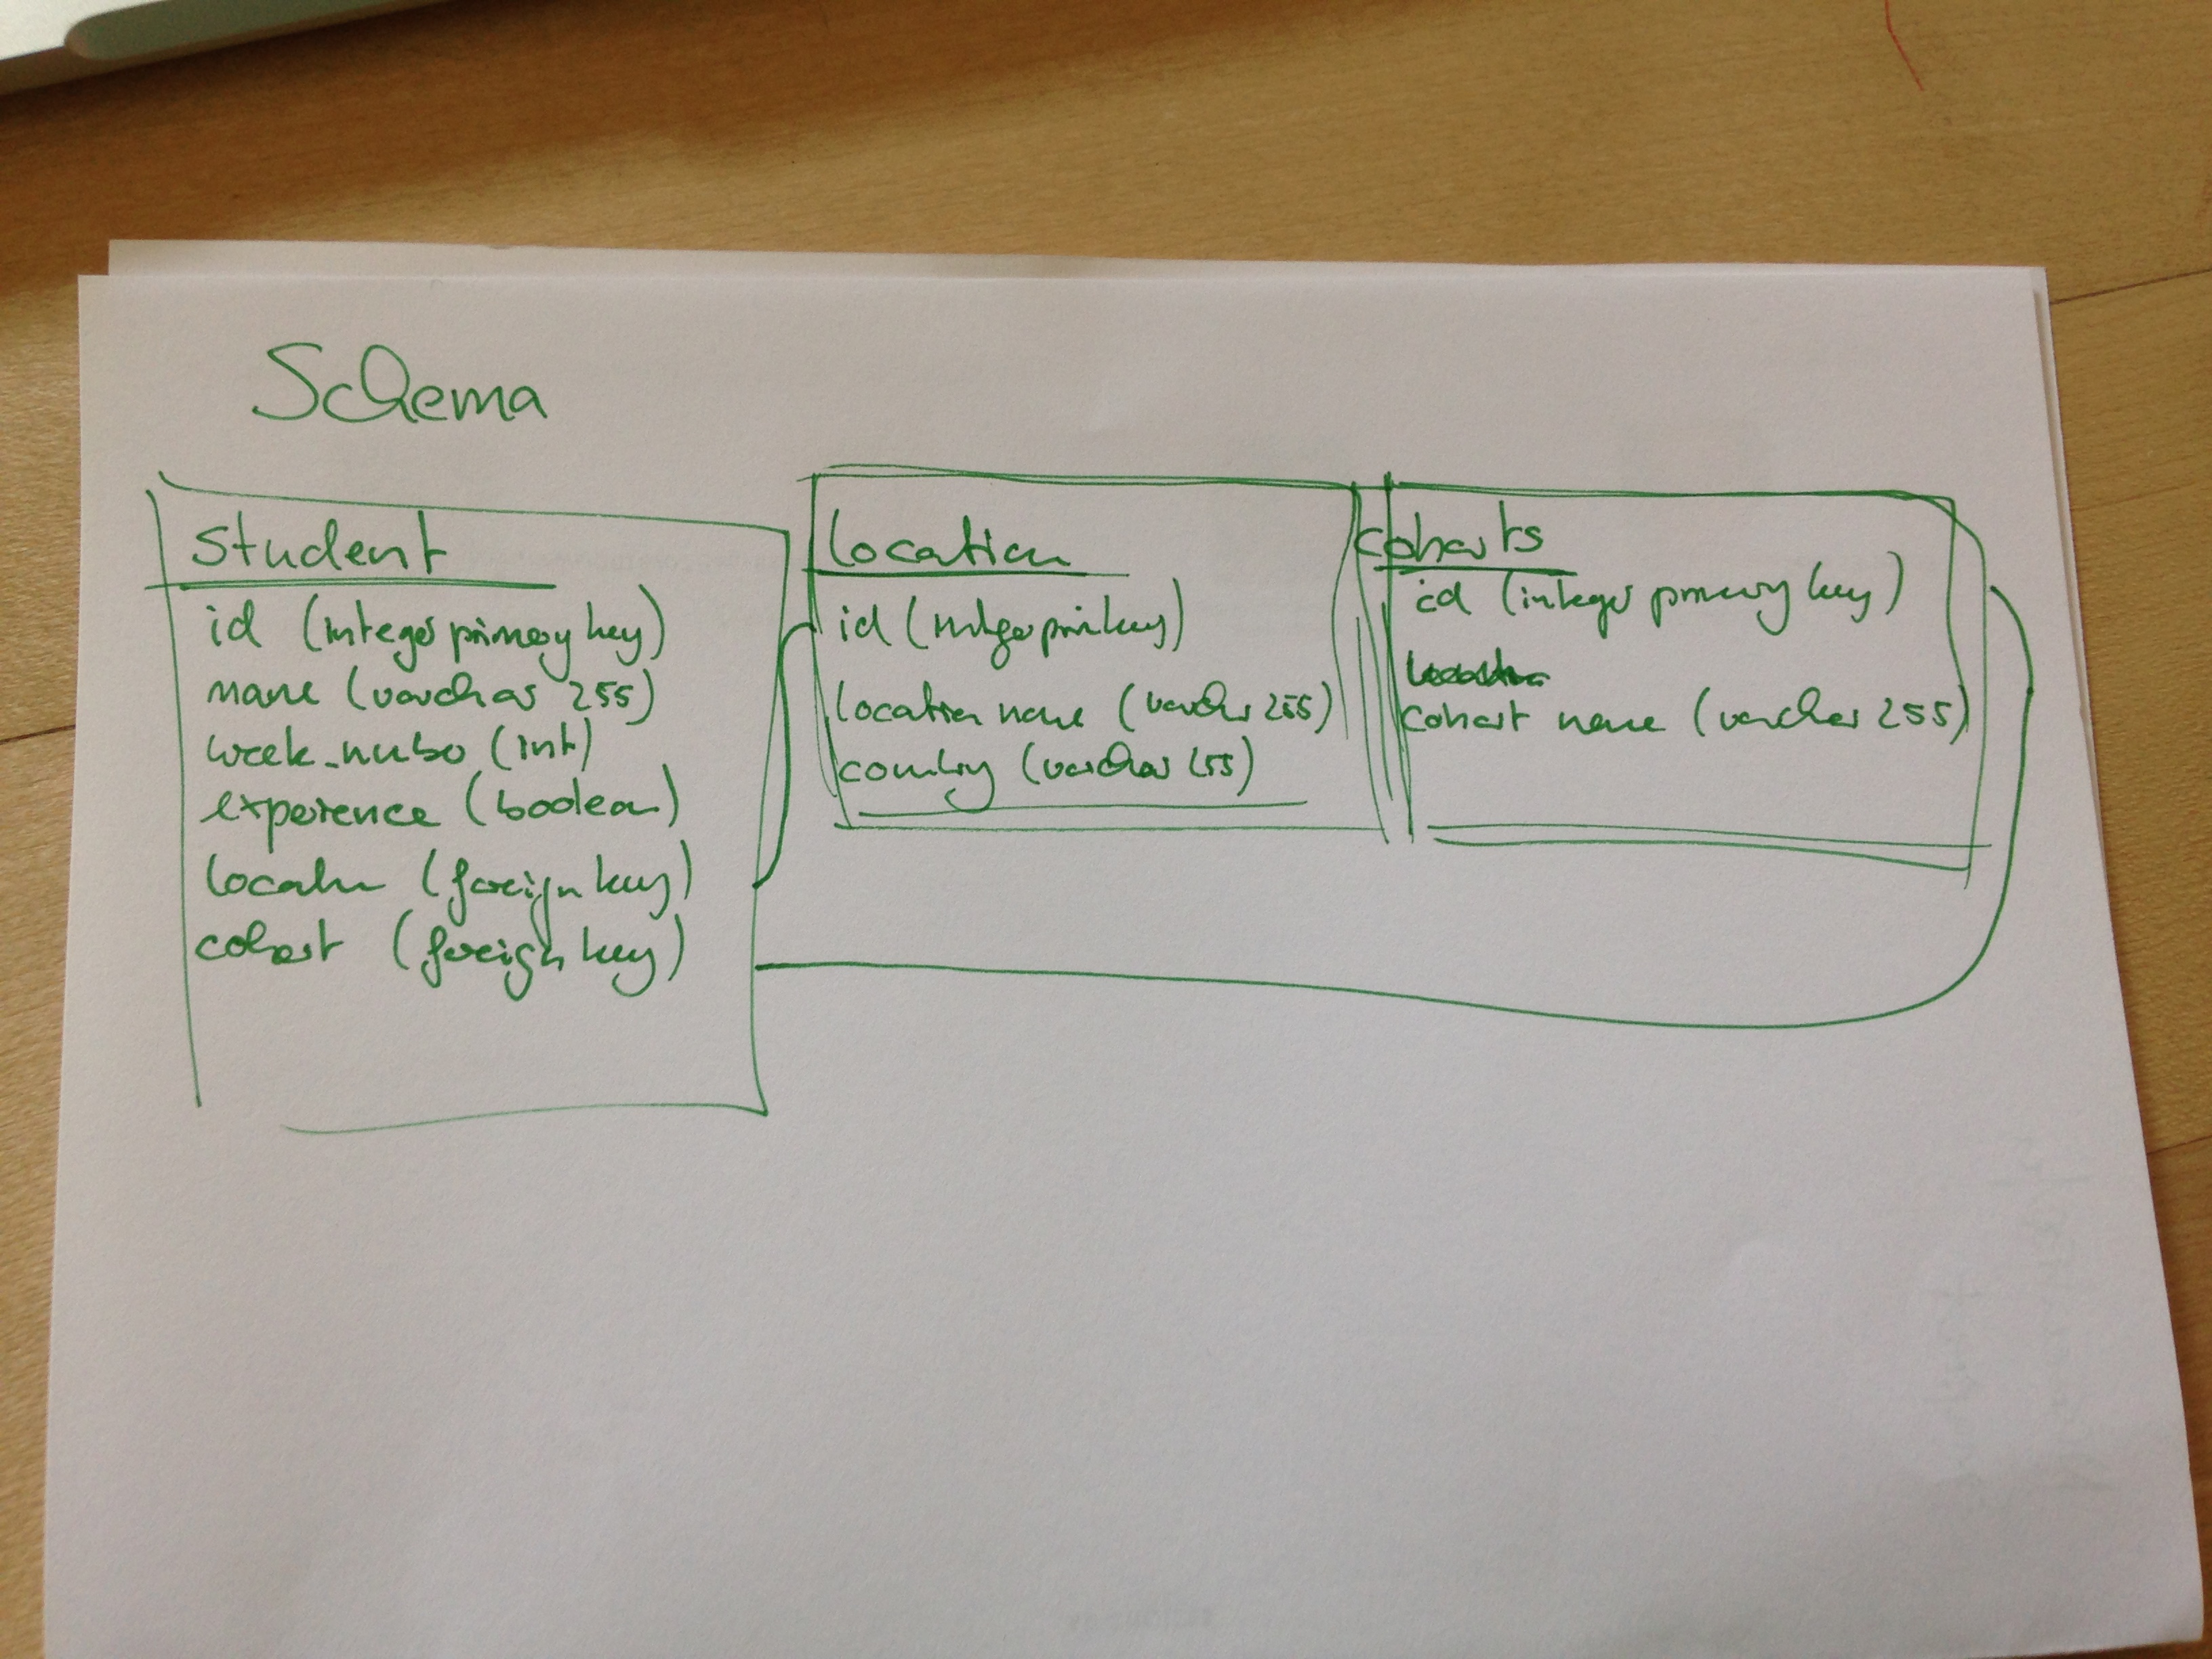 Schema
Student
id (integer primary key)
name (varchar 255)
week_number (int)
experience (boolean)
location (foreign key)
cohort (foreign key)
location
id (integer prim key)
location name (varchar 255)
country (varchar 255)
cohorts
id (integer primary key)
cohort name (varchar 255)